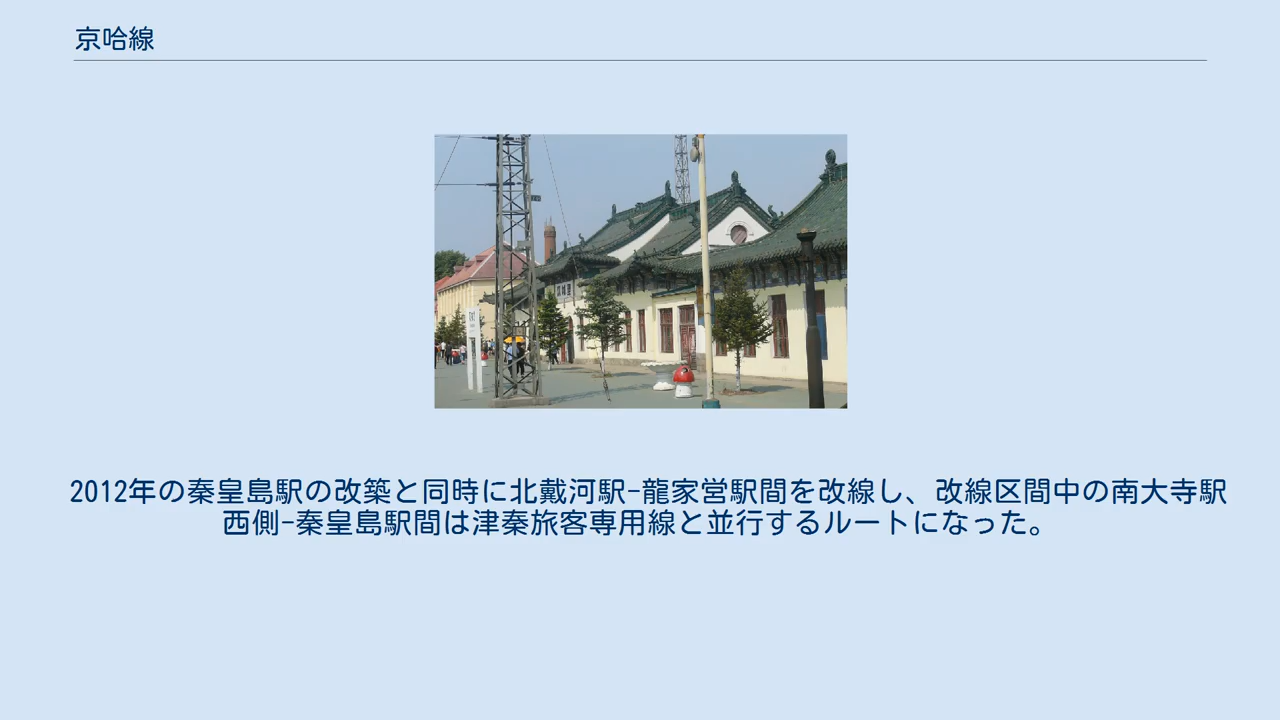 京哈線
2012年の秦皇島駅の改築と同時に北戴河駅-龍家営駅間を改線し、改線区間中の南大寺駅
西側-秦皇島駅間は津秦旅客専用線と並行するルートになった。